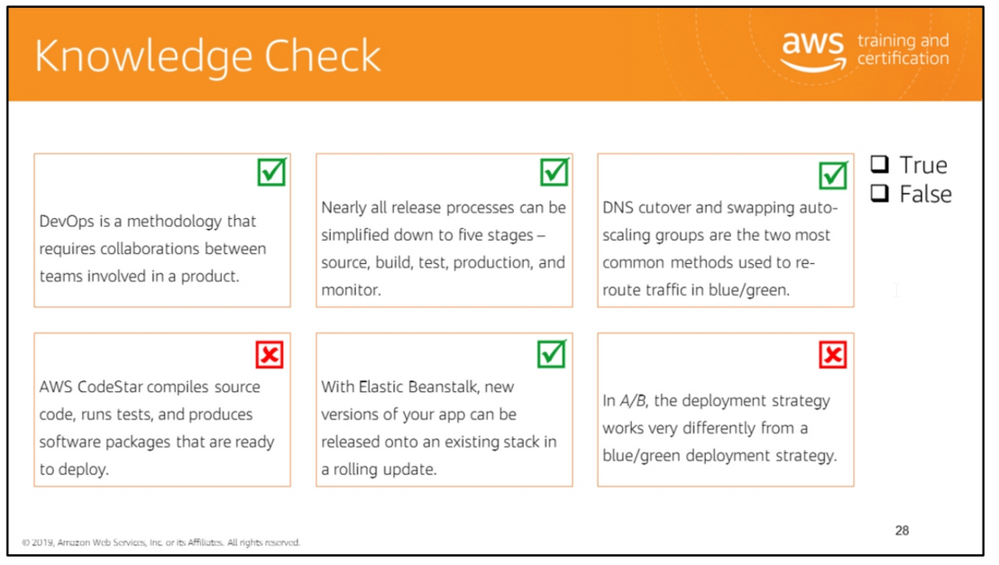 Knowledge Check
aws training and
certification
DevOps is a methodology that
requires collaborations between
teams involved in a product.
Nearly all release processes can be
simplified down to five stages –
source, build, test, production, and
monitor.
DNS cutover and swapping auto-
scaling groups are the two most
common methods used to re-
route traffic in blue/green.
❑ True
❑ False
AWS CodeStar compiles source
code, runs tests, and produces
software packages that are ready
to deploy.
With Elastic Beanstalk, new
versions of your app can be
released onto an existing stack in
a rolling update.
In A/B, the deployment strategy
works very differently from a
blue/green deployment strategy.
28
© 2019, Amazon Web Services, Inc. or its Affiliates. All rights reserved.